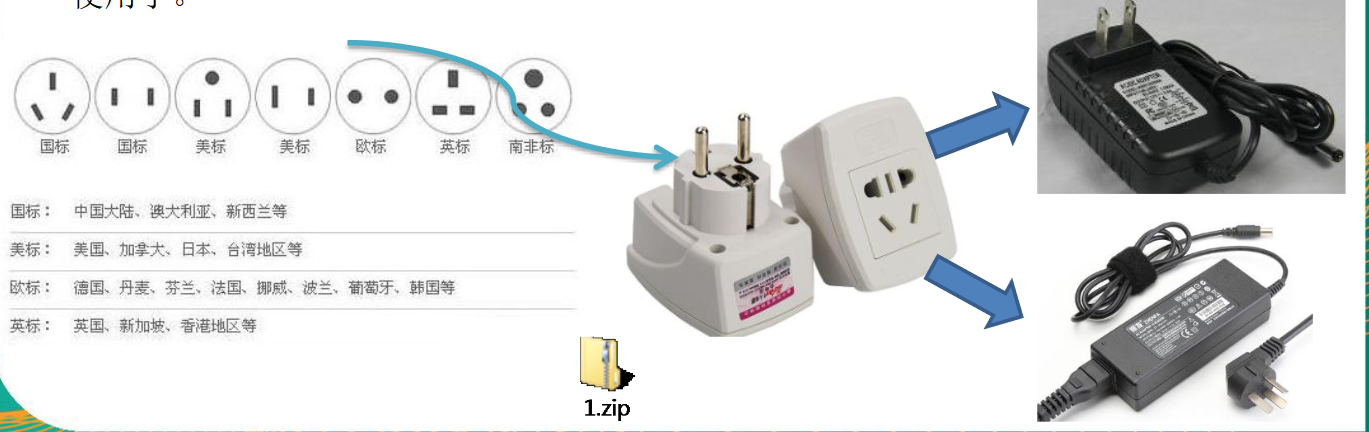 使用了。
国标 国标 美标 美标 欧标 英标 南非标
国标： 中国大陆、澳大利亚、新西兰等
美标： 美国、加拿大、日本、台湾地区等
欧标： 德国、丹麦、芬兰、法国、挪威、波兰、葡萄牙、韩国等
英标： 英国、新加坡、香港地区等
1.zip
AC/DC ADAPTOR